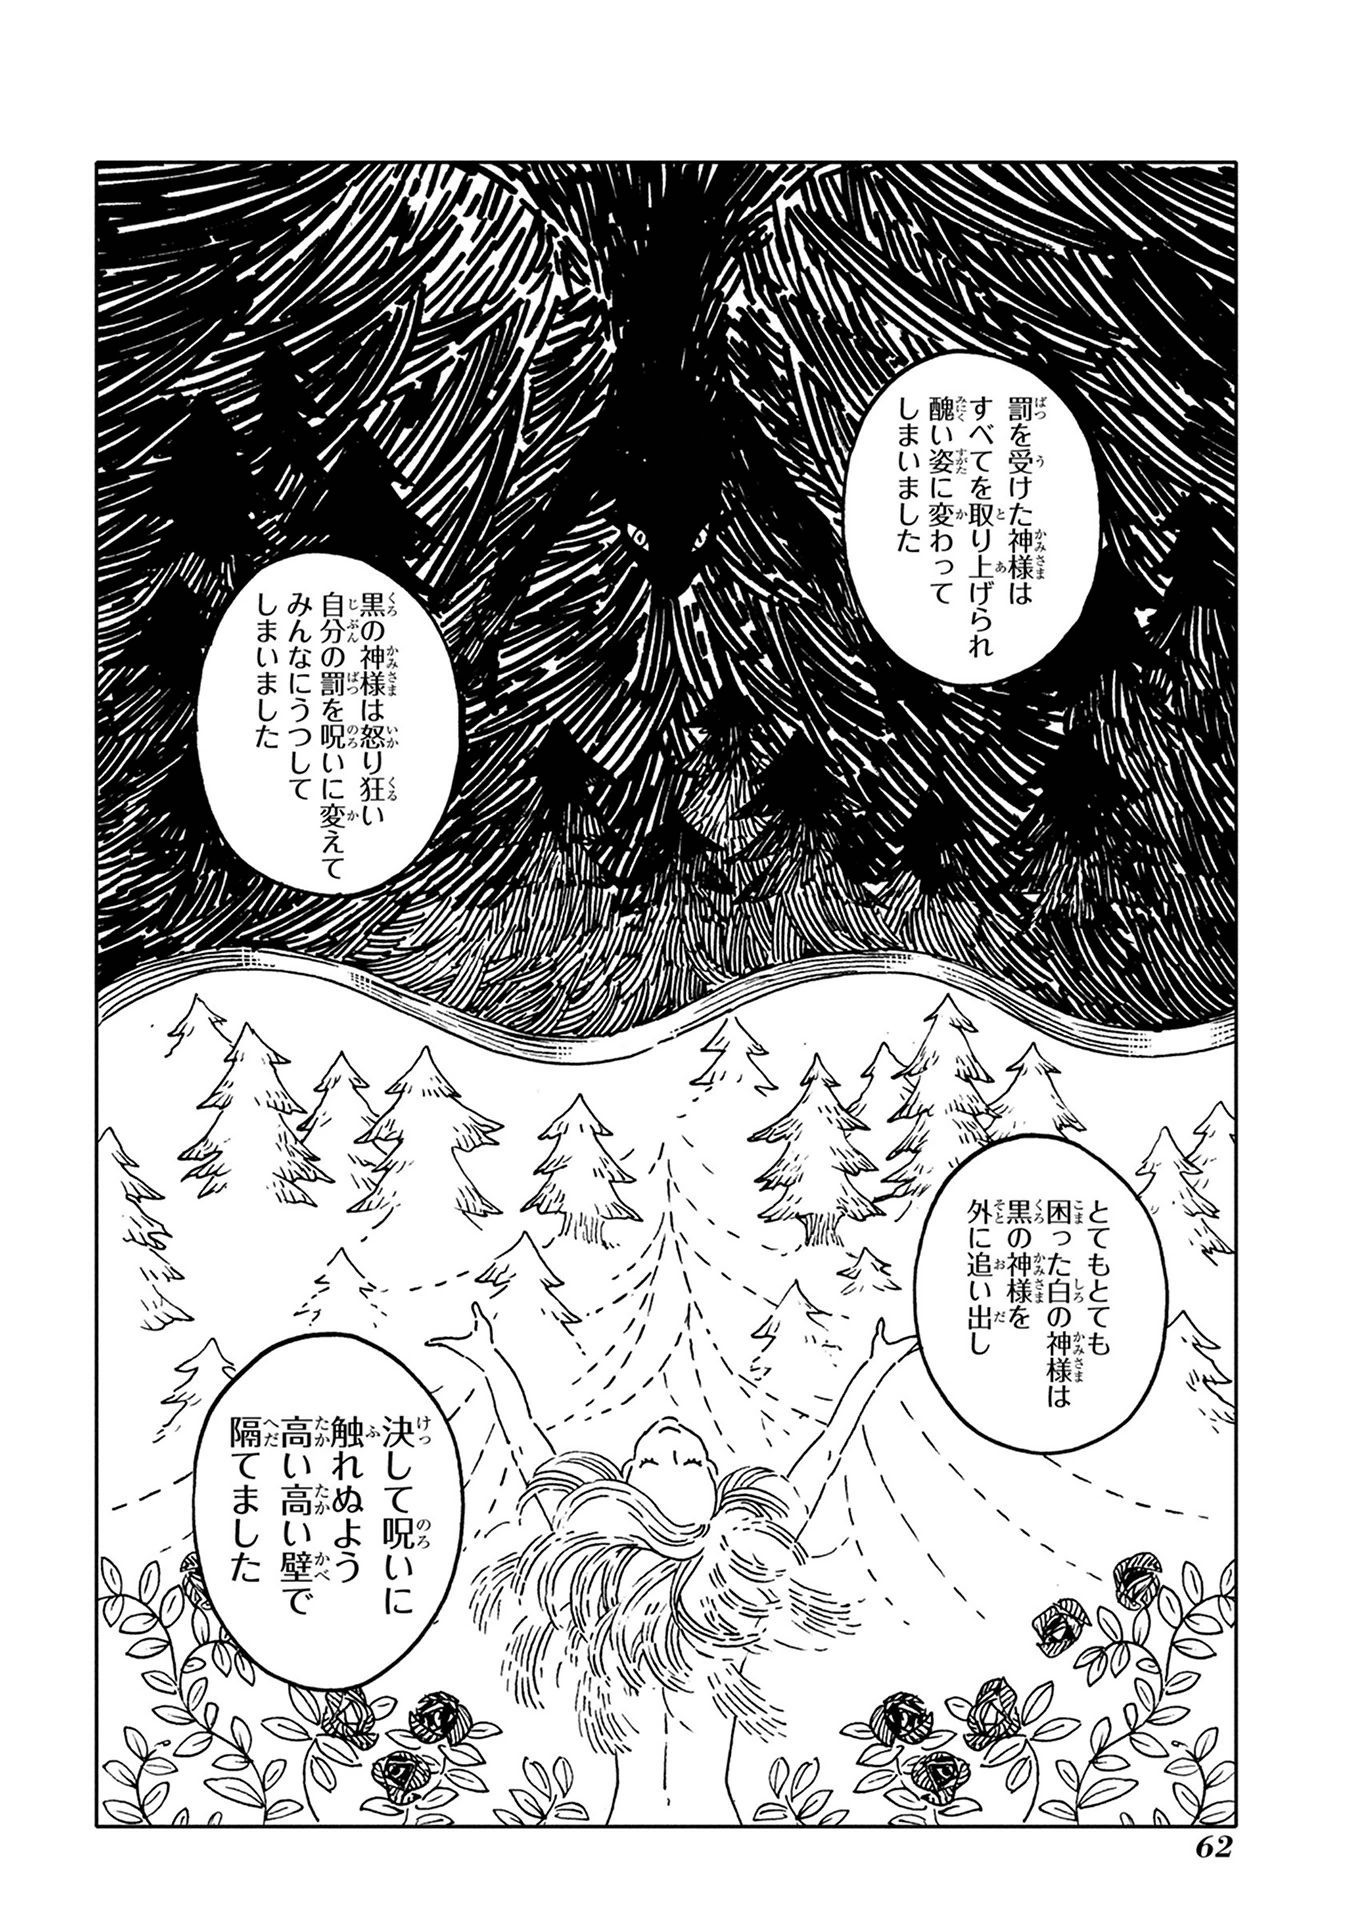 罰を受けた神様は
すべてを取り上げられ
醜い姿に変わって
しまいました
黒の神様は怒り狂い
自分の罰を呪いに変えて
みんなにうつして
しまいました
とてもとても
困った白の神様は
黒の神様を
外に追い出し
決して呪いに
触れぬよう
高い高い壁で
隔てました
62